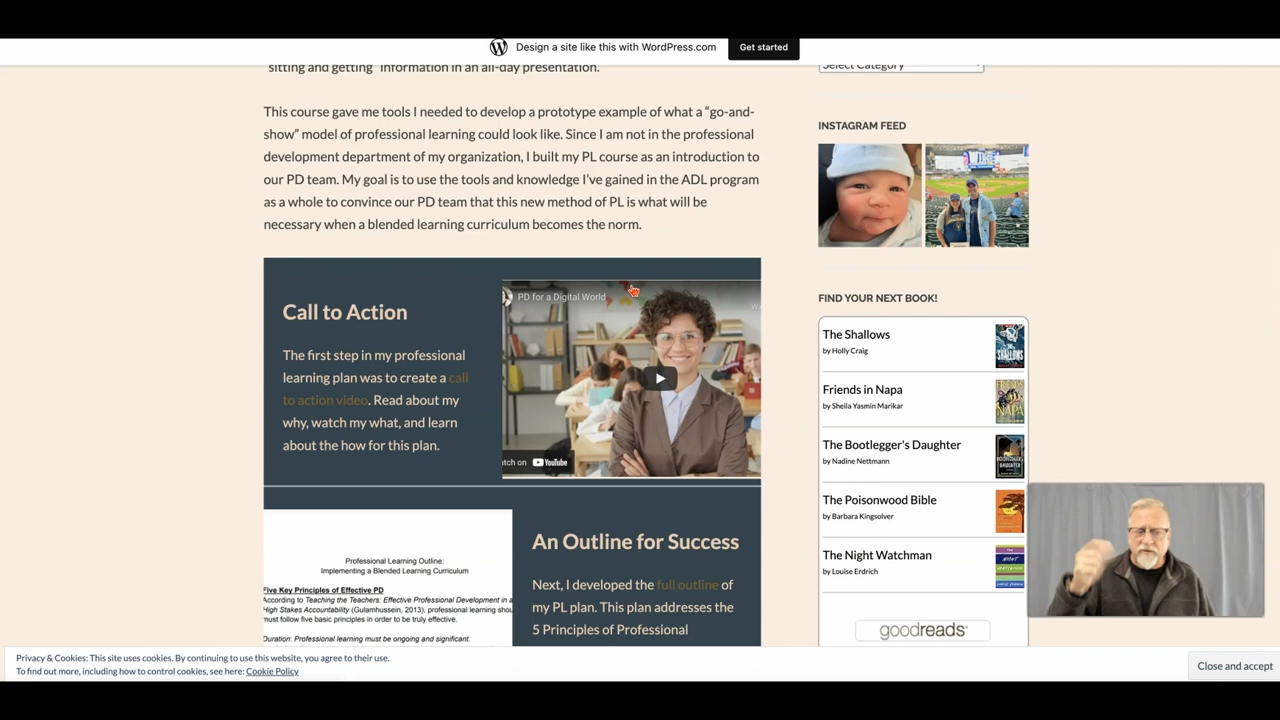 Design a site like this with WordPress.com
Get started
"sitting and getting" information in an all-day presentation.
This course gave me tools I needed to develop a prototype example of what a “go-and-
show” model of professional learning could look like. Since I am not in the professional
development department of my organization, I built my PL course as an introduction to
our PD team. My goal is to use the tools and knowledge I’ve gained in the ADL program
as a whole to convince our PD team that this new method of PL is what will be
necessary when a blended learning curriculum becomes the norm.
Call to Action
The first step in my professional
learning plan was to create a call
to action video. Read about my
why, watch my what, and learn
about the how for this plan.
PD for a Digital World
W
tch on YouTube
Professional Learning Outline:
Implementing a Blended Learning Curriculum
Five Key Principles of Effective PD
According to Teaching the Teachers: Effective Professional Development in a
High Stakes Accountability (Gulamhussein, 2013), professional learning shou
must follow five basic principles in order to be truly effective.
Duration: Professional learning must be ongoing and significant.
An Outline for Success
Next, I developed the full outline of
my PL plan. This plan addresses the
5 Principles of Professional
Select Category
INSTAGRAM FEED
FIND YOUR NEXT BOOK!
The Shallows
by Holly Craig
THE SHALLOWS
Friends in Napa
by Sheila Yasmin Marikar
FRIENDS IN NAPA
The Bootlegger's Daughter
by Nadine Nettmann
The Poisonwood Bible
by Barbara Kingsolver
The Night Watchman
by Louise Erdrich
goodreads
Privacy & Cookies: This site uses cookies. By continuing to use this website, you agree to their use.
To find out more, including how to control cookies, see here: Cookie Policy
Close and accept